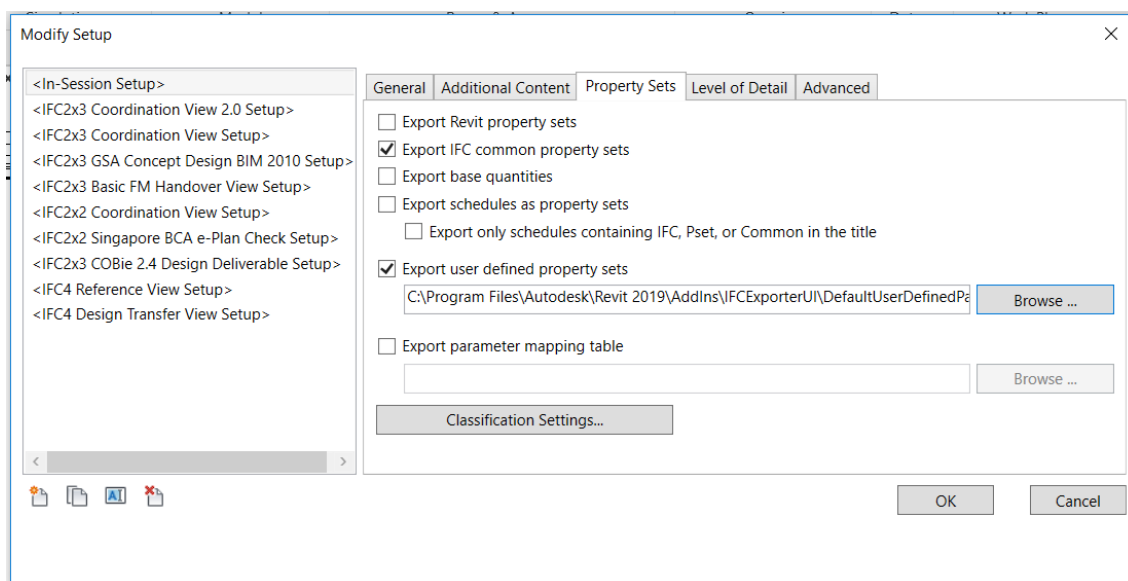 Modify Setup
<In-Session Setup>
<IFC2x3 Coordination View 2.0 Setup>
<IFC2x3 Coordination View Setup>
<IFC2x3 GSA Concept Design BIM 2010 Setup>
<IFC2x3 Basic FM Handover View Setup>
<IFC2x2 Coordination View Setup>
<IFC2x2 Singapore BCA e-Plan Check Setup>
<IFC2x3 COBie 2.4 Design Deliverable Setup>
<IFC4 Reference View Setup>
<IFC4 Design Transfer View Setup>
General Additional Content Property Sets Level of Detail Advanced
Export Revit property sets
Export IFC common property sets
Export base quantities
Export schedules as property sets
Export only schedules containing IFC, Pset, or Common in the title
Export user defined property sets
C:\Program Files\Autodesk\Revit 2019\AddIns\IFCExporterUI\DefaultUserDefinedPa
Browse ...
Export parameter mapping table
Browse ...
Classification Settings...
OK Cancel